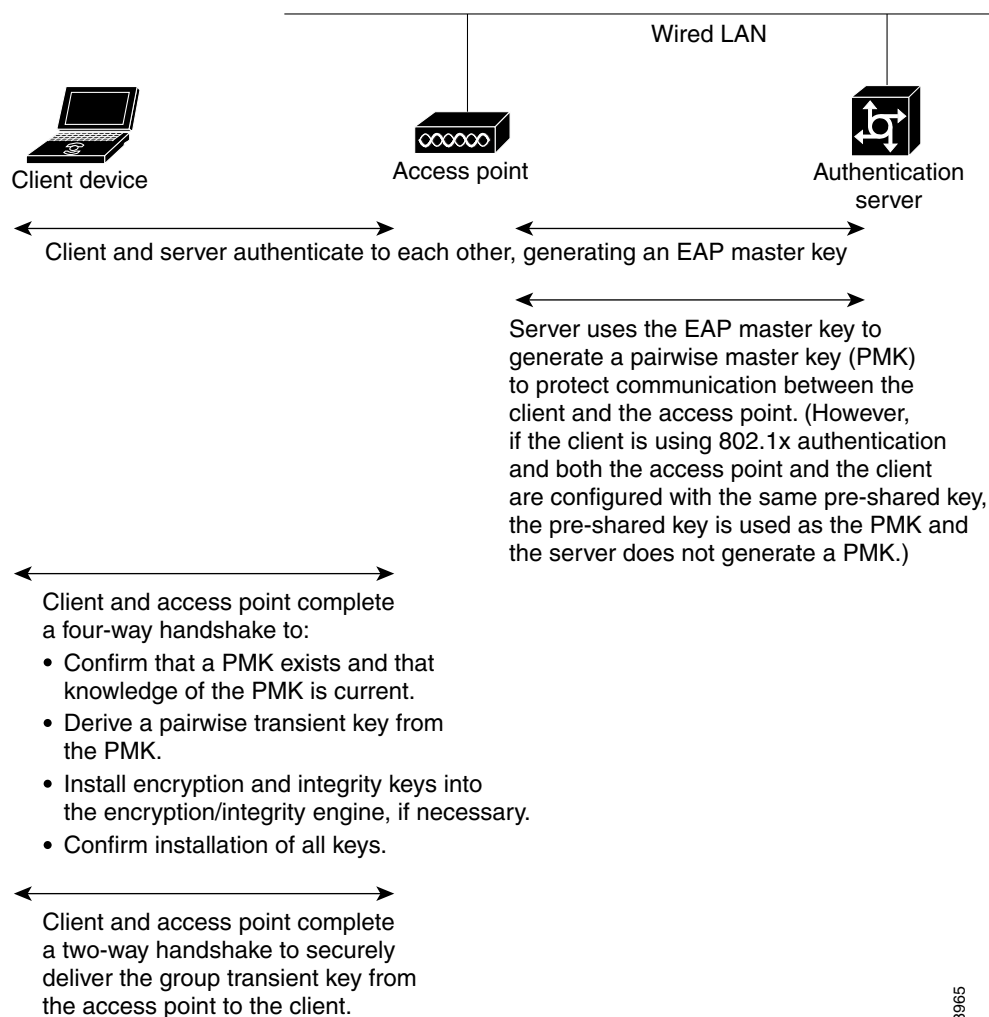 Wired LAN
Client device
Access point
Authentication
server
Client and server authenticate to each other, generating an EAP master key
Server uses the EAP master key to
generate a pairwise master key (PMK)
to protect communication between the
client and the access point. (However,
if the client is using 802.1x authentication
and both the access point and the client
are configured with the same pre-shared key,
the pre-shared key is used as the PMK and
the server does not generate a PMK.)
Client and access point complete
a four-way handshake to:
• Confirm that a PMK exists and that
knowledge of the PMK is current.
• Derive a pairwise transient key from
the PMK.
• Install encryption and integrity keys into
the encryption/integrity engine, if necessary.
• Confirm installation of all keys.
Client and access point complete
a two-way handshake to securely
deliver the group transient key from
the access point to the client.